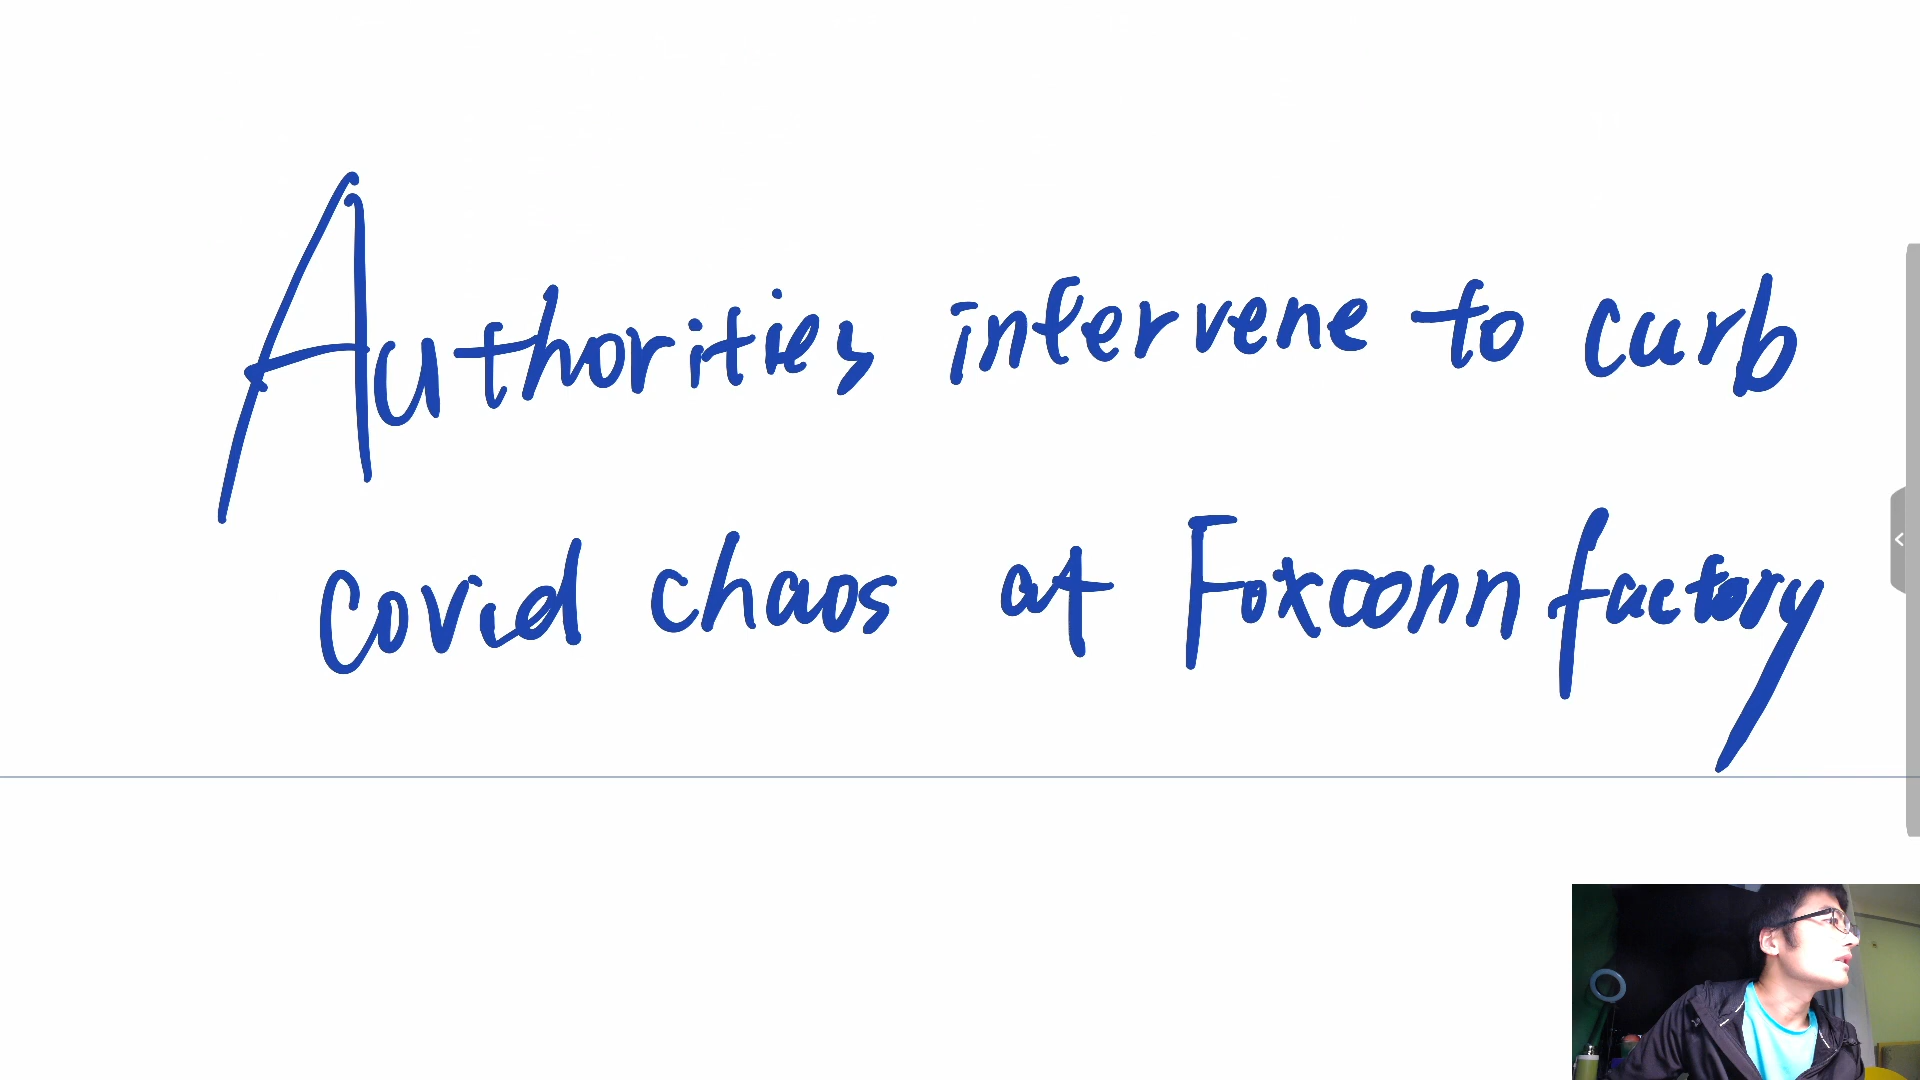 Authorities intervene to curb
covid chaos at Foxconn factory